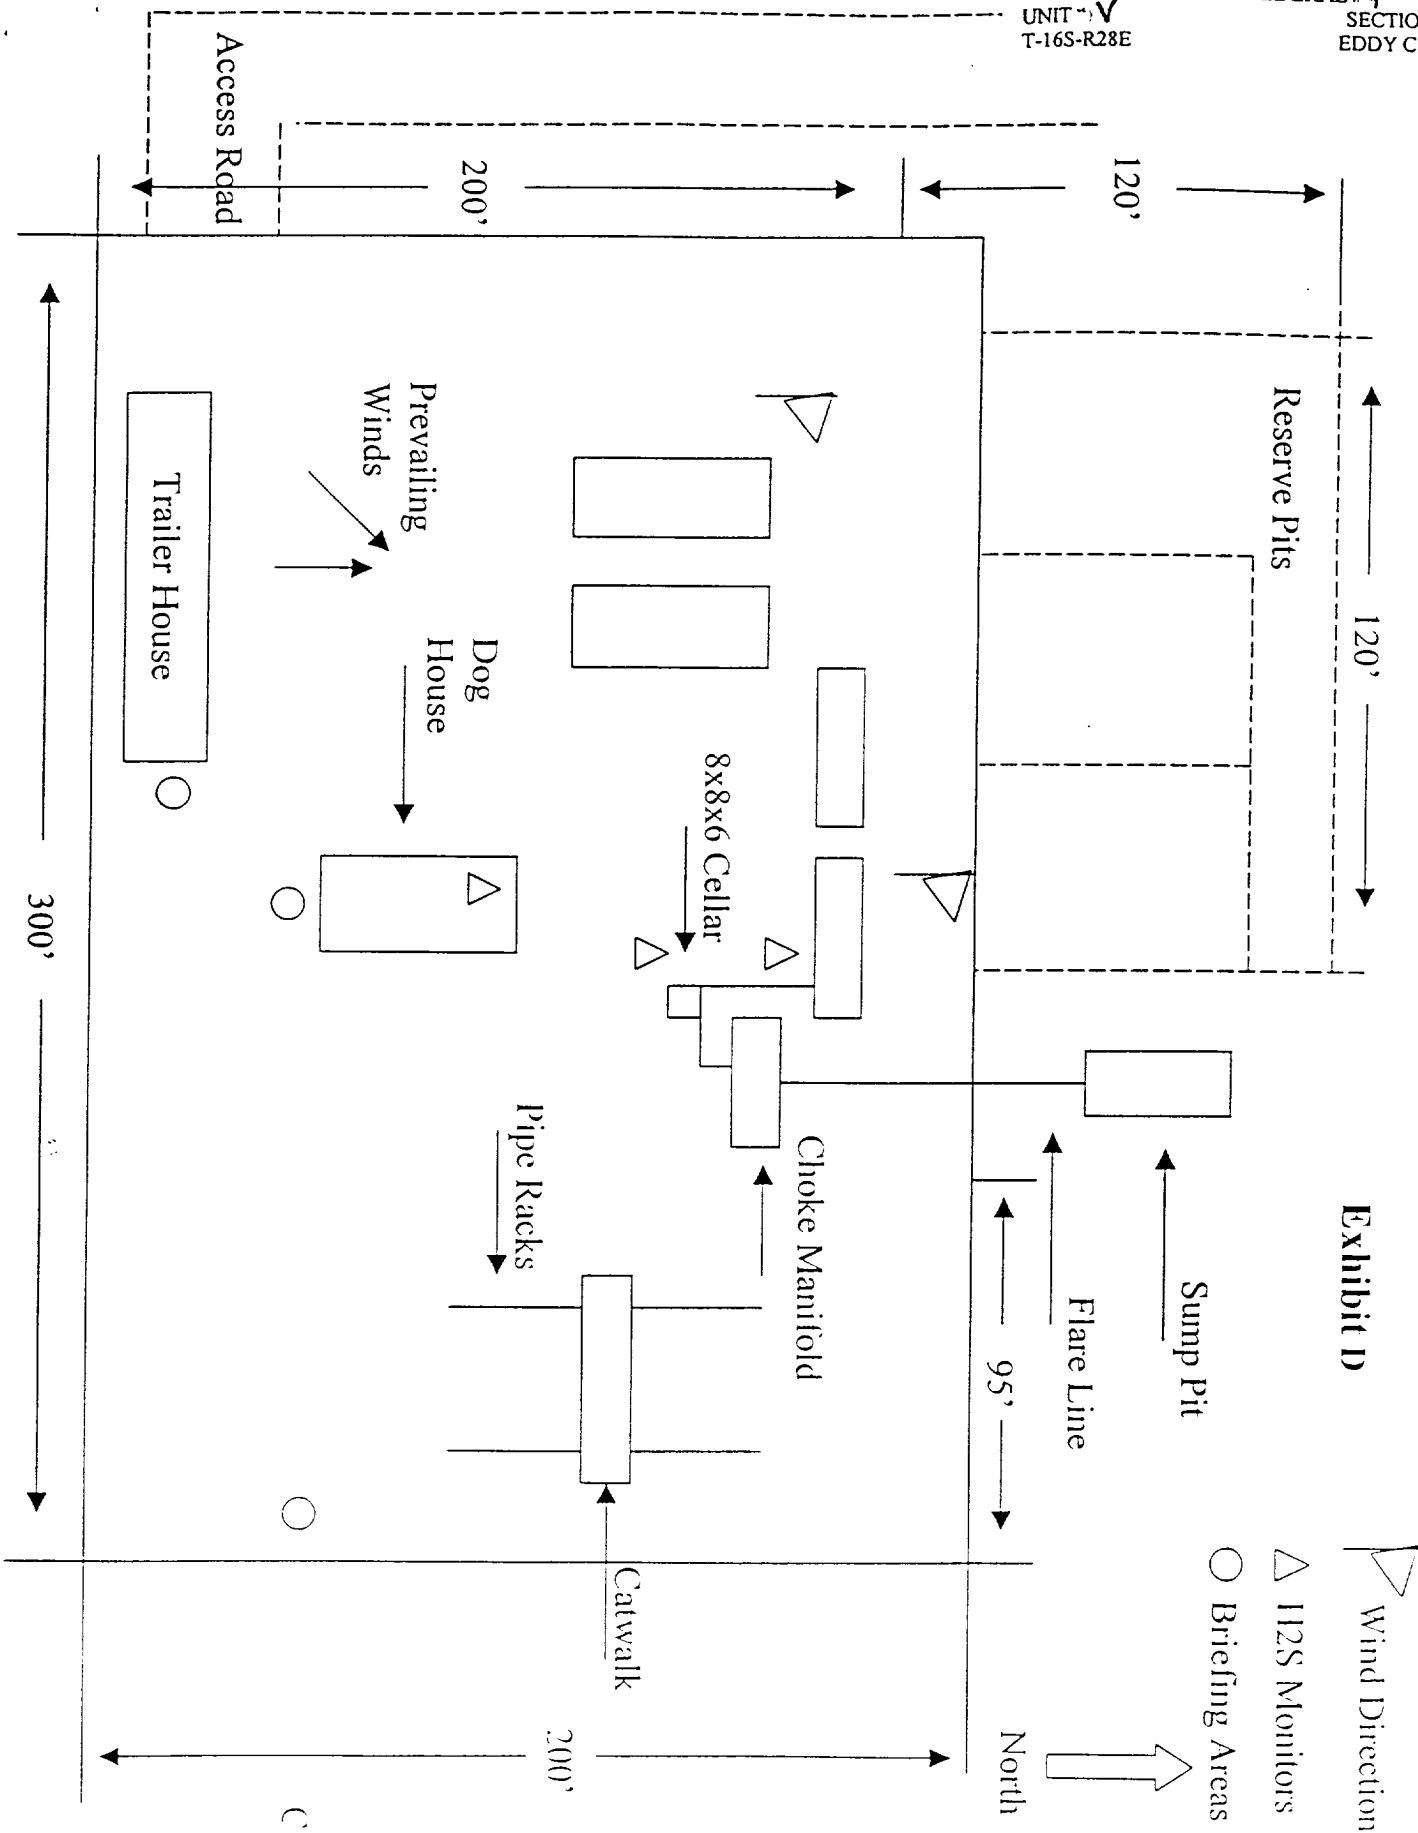 UNIT V
T-16S-R28E
SECTIO
EDDY C
Exhibit D
Wind Direction
H2S Monitors
Briefing Areas
North
120'
Reserve Pits
120'
Sump Pit
Flare Line
95'
Access Road
200'
Prevailing
Winds
Dog
House
8x8x6 Cellar
Choke Manifold
Pipe Racks
Catwalk
200'
Trailer House
300'
C